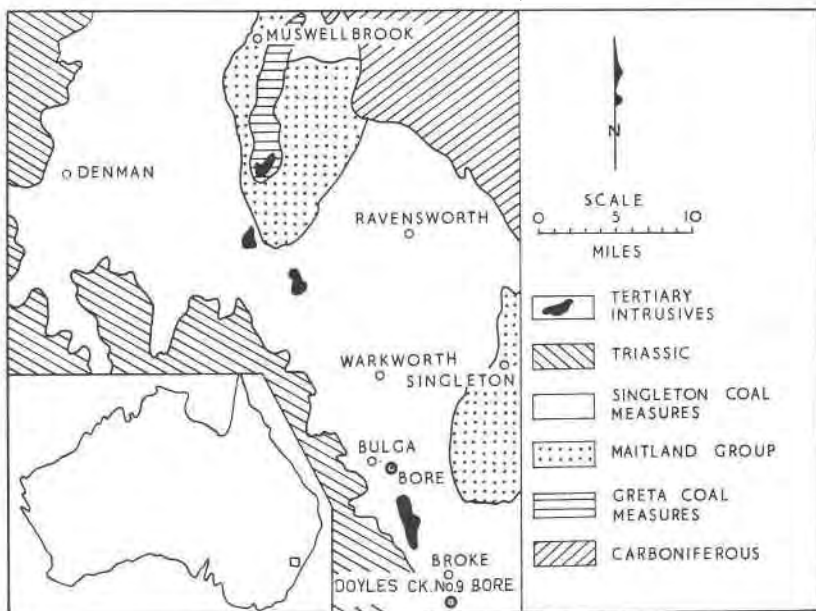 MUSWELLBROOK
DENMAN
RAVENSWORTH
WARKWORTH
SINGLETON
BULGA
BORE
BROKE
DOYLES CK. No.9 BORE
N
SCALE
0 5 10
MILES
TERTIARY
INTRUSIVES
TRIASSIC
SINGLETON COAL
MEASURES
MAITLAND GROUP
GRETA COAL
MEASURES
CARBONIFEROUS